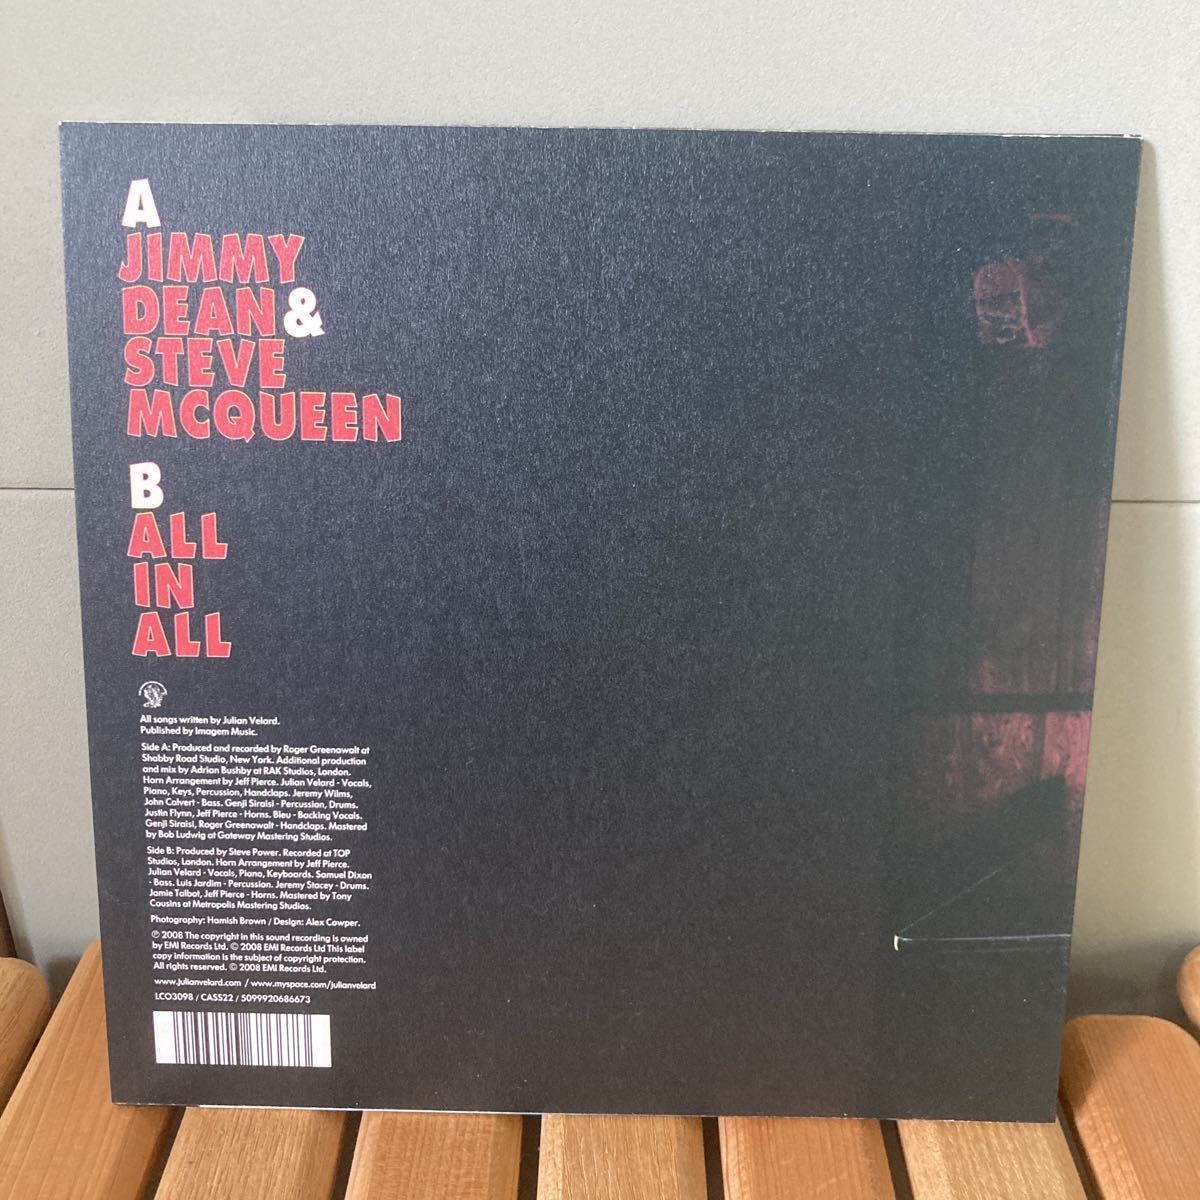 A
JIMMY
DEAN &
STEVE
MCQUEEN
B
ALL
IN
ALL
All songs written by Julian Velard.
Published by Imagem Music.
Side A: Produced and recorded by Roger Greenawalt at
Shabby Road Studio, New York. Additional production
and mix by Adrian Bushby at RAK Studios, London.
Horn Arrangement by Jeff Pierce. Julian Velard - Vocals,
Piano, Keys, Percussion, Handclaps. Jeremy Wilms,
John Calvert - Bass. Genji Siraisi - Percussion, Drums.
Justin Flynn, Jeff Pierce - Horns. Bleu - Backing Vocals.
Genji Siraisi, Roger Greenawalt - Handclaps. Mastered
by Bob Ludwig at Gateway Mastering Studios.
Side B: Produced by Steve Power. Recorded at TOP
Studios, London. Horn Arrangement by Jeff Pierce.
Julian Velard - Vocals, Piano, Keyboards. Samuel Dixon
- Bass. Luis Jardim - Percussion. Jeremy Stacey - Drums.
Jamie Talbot, Jeff Pierce - Horns. Mastered by Tony
Cousins at Metropolis Mastering Studios.
Photography: Hamish Brown / Design: Alex Cowper.
℗ 2008 The copyright in this sound recording is owned
by EMI Records Ltd. © 2008 EMI Records Ltd This label
copy information is the subject of copyright protection.
All rights reserved. © 2008 EMI Records Ltd.
www.julianvelard.com / www.myspace.com/julianvelard
LC03098 / CASS22 / 5099920686673